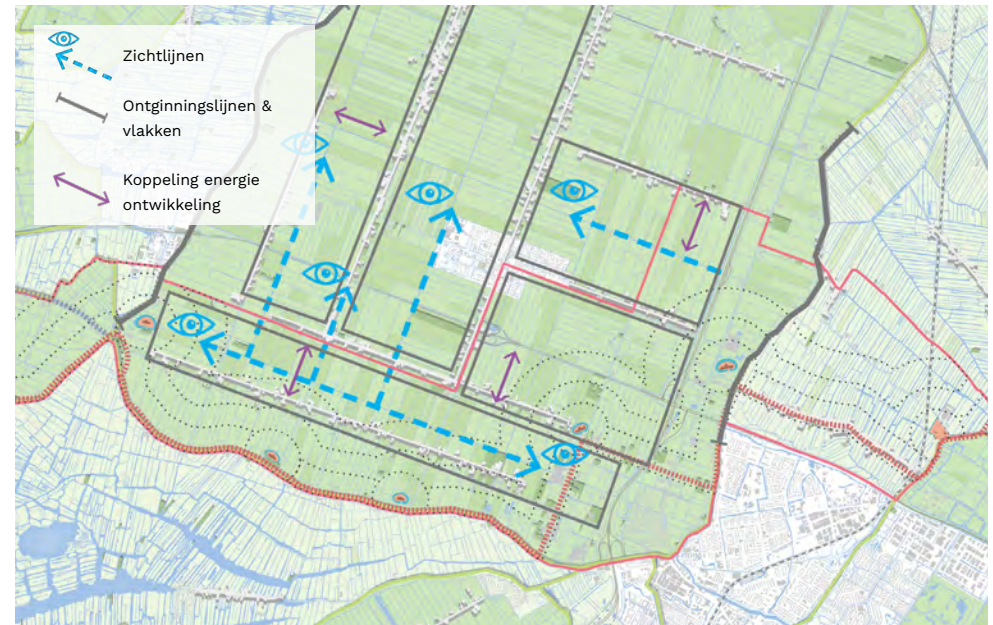 Zichtlijnen
Ontginningslijnen &
vlakken
Koppeling energie
ontwikkeling